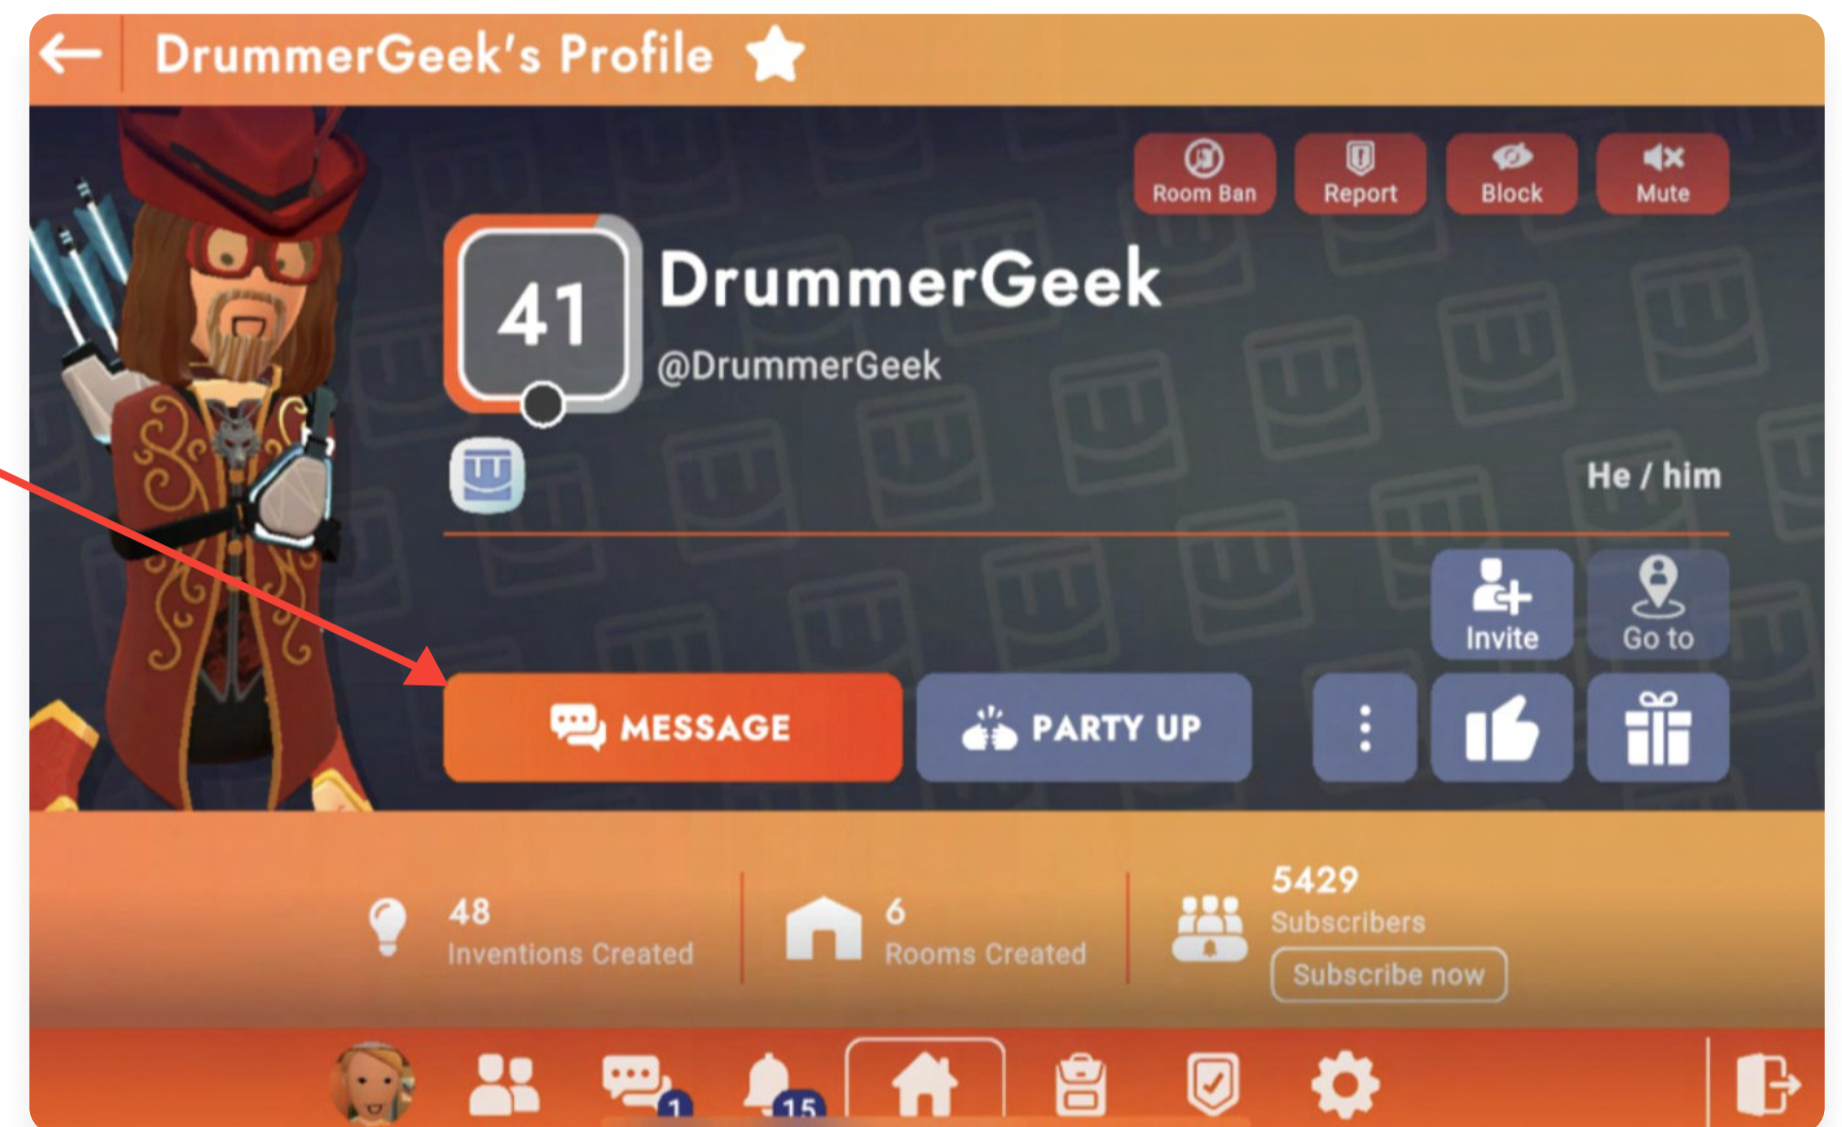 DrummerGeek's Profile
Room Ban
Report
Block
Mute
41
DrummerGeek
@DrummerGeek
He / him
Invite
Go to
MESSAGE
PARTY UP
48
Inventions Created
6
Rooms Created
5429
Subscribers
Subscribe now
1
15